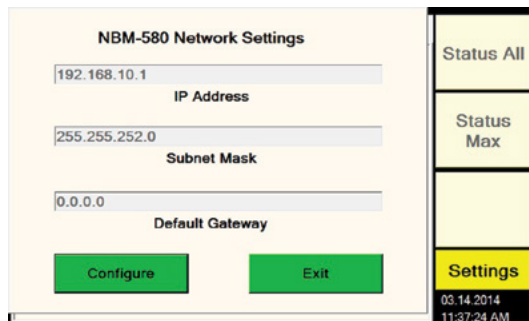 NBM-580 Network Settings
192.168.10.1
IP Address
255.255.252.0
Subnet Mask
0.0.0.0
Default Gateway
Configure
Exit
Status All
Status
Max
Settings
03.14.2014
11:37:24 AM